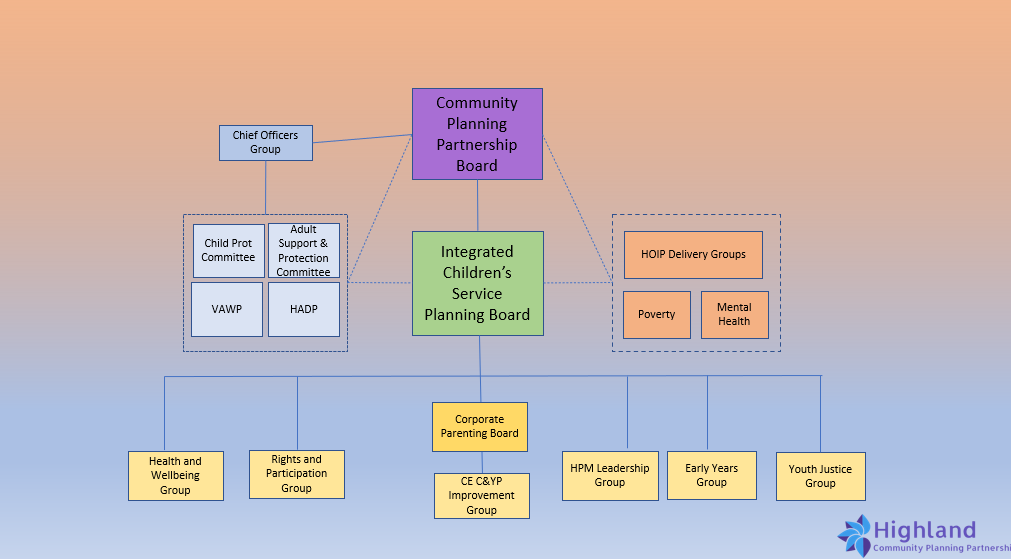 Community
Planning
Partnership
Board
Chief Officers
Group
Child Prot
Committee
Adult
Support &
Protection
Committee
VAWP
HADP
Integrated
Children’s
Service
Planning Board
HOIP Delivery Groups
Poverty
Mental
Health
Corporate
Parenting Board
Health and
Wellbeing
Group
Rights and
Participation
Group
CE C&YP
Improvement
Group
HPM Leadership
Group
Early Years
Group
Youth Justice
Group
Highland
Community Planning Partnershi